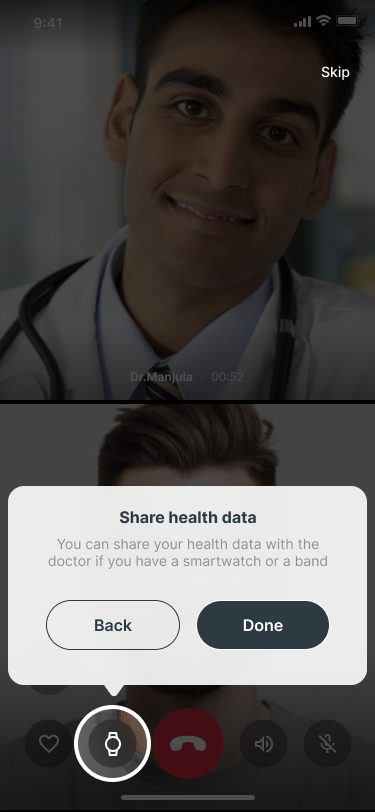 9:41
Skip
Dr.Manjula · 00:52
Share health data
You can share your health data with the
doctor if you have a smartwatch or a band
Back
Done